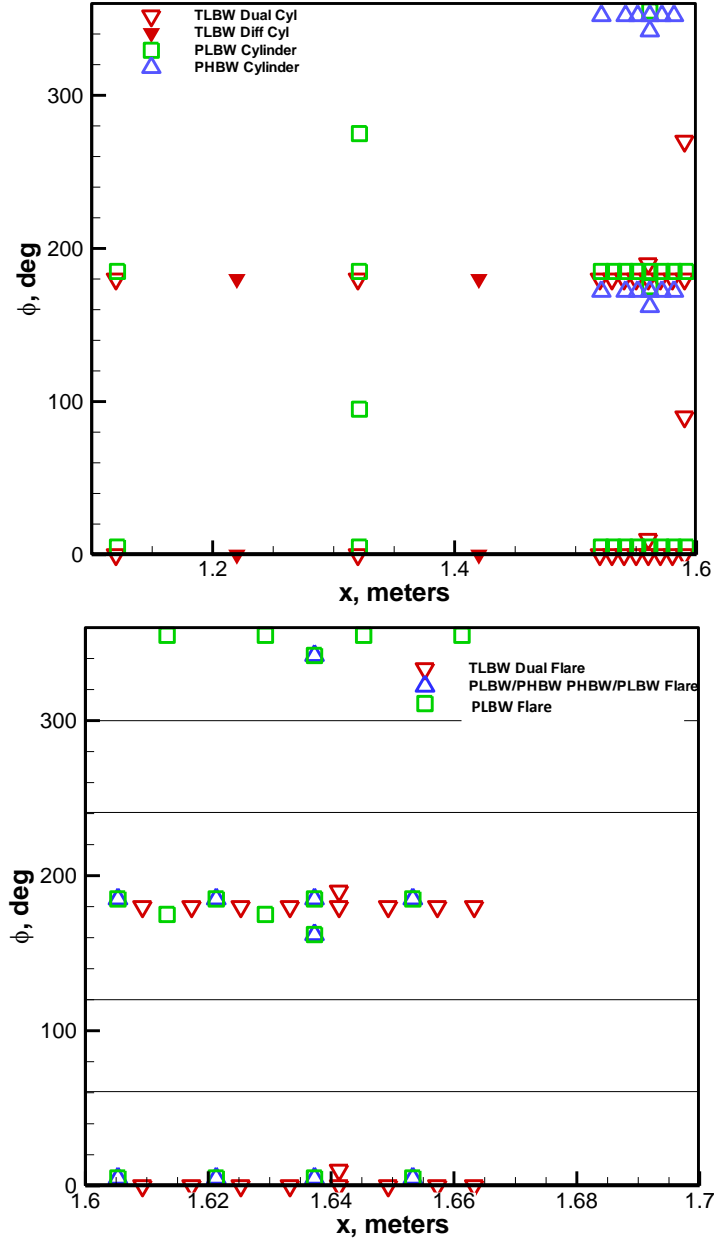 TLBW Dual Cyl
TLBW Diff Cyl
PLBW Cylinder
PHBW Cylinder
300
200
100
0
ϕ, deg
1.2
1.4
1.6
x, meters
TLBW Dual Flare
PLBW/PHBW PHBW/PLBW Flare
PLBW Flare
300
200
100
0
ϕ, deg
1.6
1.62
1.64
1.66
1.68
1.7
x, meters